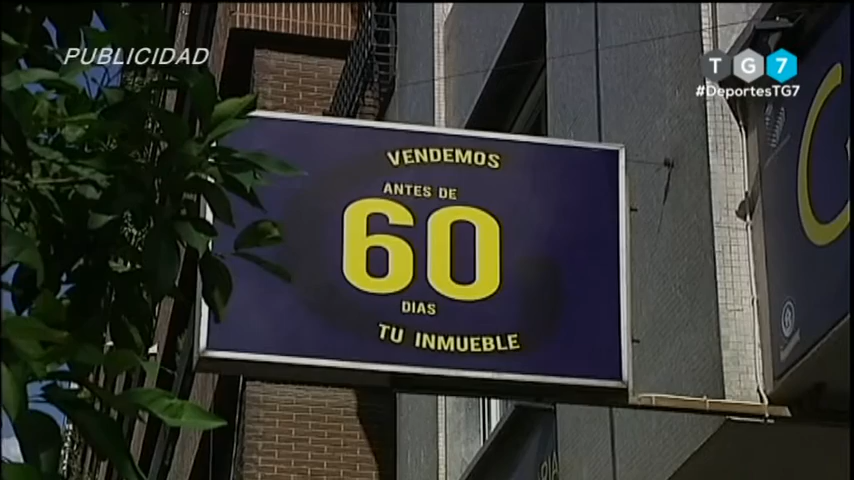 PUBLICIDAD
TG7
#DeportesTG7
VENDEMOS
ANTES DE
60
DIAS
TU INMUEBLE